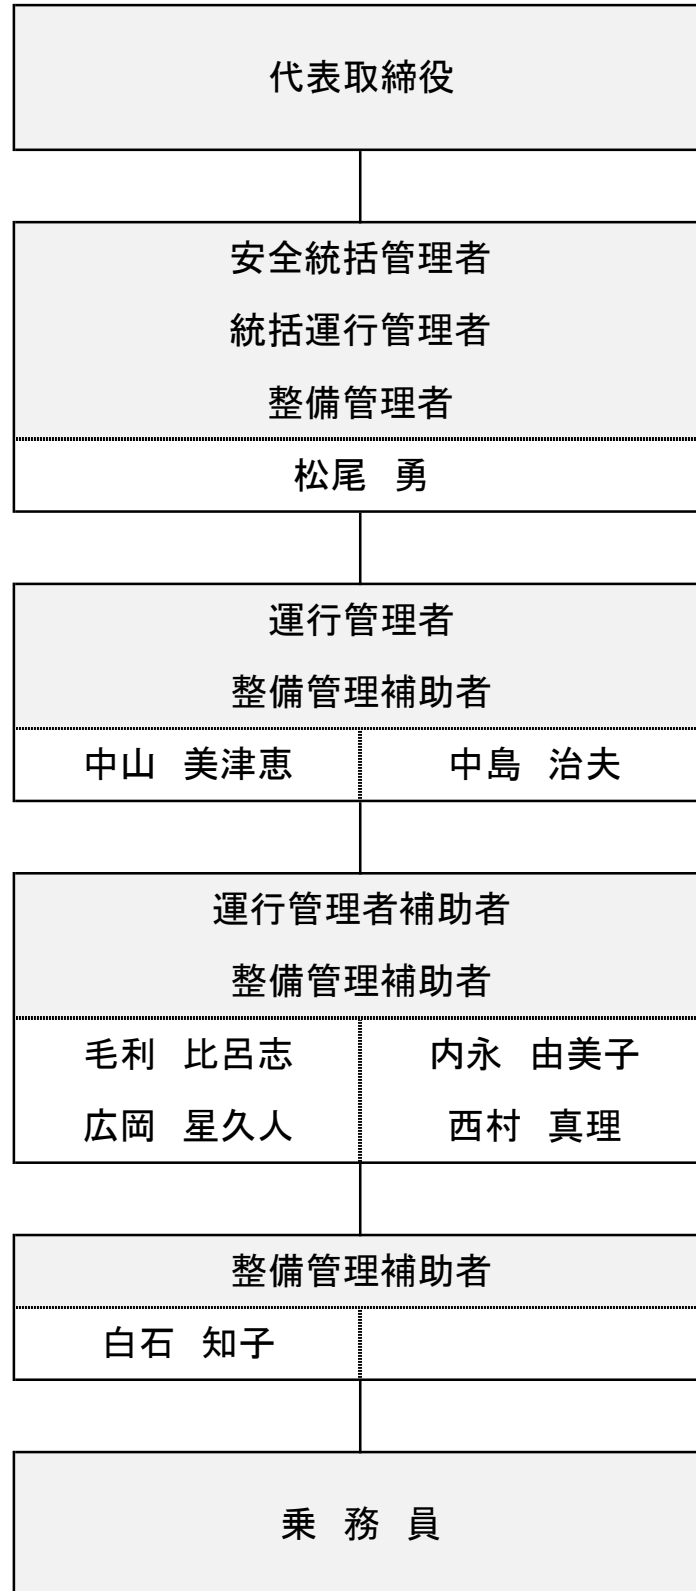 代表取締役
安全統括管理者
統括運行管理者
整備管理者
松尾 勇
運行管理者
整備管理補助者
中山 美津恵 中島 治夫
運行管理者補助者
整備管理補助者
毛利 比呂志 内永 由美子
広岡 星久人 西村 真理
整備管理補助者
白石 知子
乗 務 員